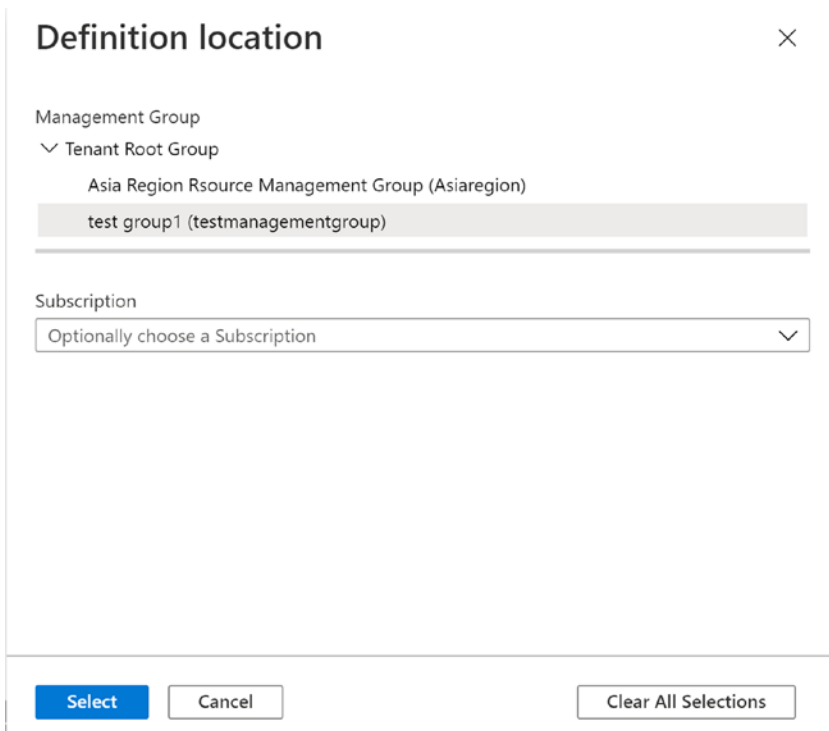 Definition location
Management Group
Tenant Root Group
Asia Region Rsource Management Group (Asiaregion)
test group1 (testmanagementgroup)
Subscription
Optionally choose a Subscription
Select Cancel Clear All Selections